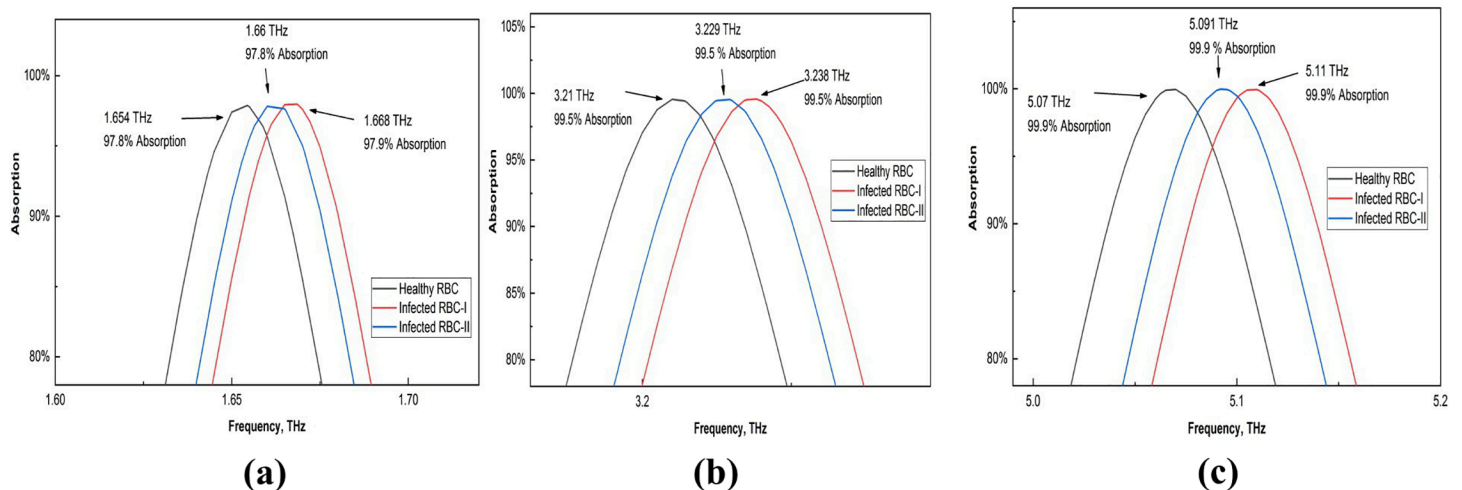 1.66 THz
97.8% Absorption
1.654 THz
97.8% Absorption
1.668 THz
97.9% Absorption
100%
90%
80%
Absorption
Healthy RBC
Infected RBC-I
Infected RBC-II
1.60
1.65
1.70
Frequency, THz
(a)
3.229 THz
99.5 % Absorption
3.238 THz
99.5% Absorption
3.21 THz
99.5% Absorption
105%
100%
95%
90%
85%
80%
Absorption
Healthy RBC
Infected RBC-I
Infected RBC-II
3.2
Frequency, THz
(b)
5.091 THz
99.9 % Absorption
5.11 THz
99.9% Absorption
5.07 THz
99.9% Absorption
100%
90%
80%
Absorption
Healthy RBC
Infected RBC-I
Infected RBC-II
5.0
5.1
5.2
Frequency, THz
(c)